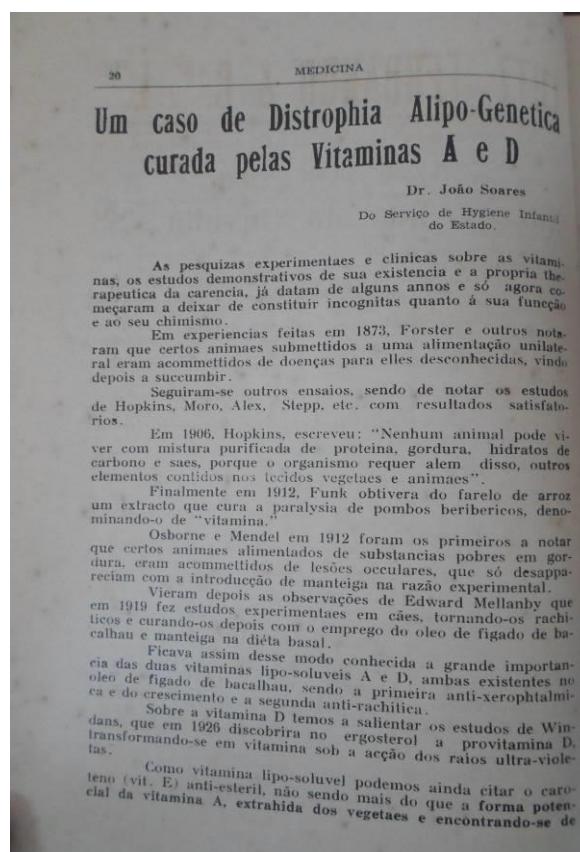 20
MEDICINA
Um caso de Distrophia Alipo-Genetica
curada pelas Vitaminas A e D
Dr. João Soares
Do Serviço de Hygiene Infantil
do Estado.
As pesquizas experimentaes e clinicas sobre as vitami-
nas, os estudos demonstrativos de sua existencia e a propria the-
rapeutica da carencia, já datam de alguns annos e só agora co-
meçaram a deixar de constituir incognitas quanto á sua funcção
e ao seu chimismo.
Em experiencias feitas em 1873, Forster e outros nota-
ram que certos animaes submettidos a uma alimentação unilate-
ral eram acommettidos de doenças para elles desconhecidas, vindo
depois a succumbir.
Seguiram-se outros ensaios, sendo de notar os estudos
de Hopkins, Moro, Alex, Stepp, etc. com resultados satisfato-
rios.
Em 1906, Hopkins, escreveu: "Nenhum animal pode vi-
ver com mistura purificada de proteina, gordura, hidratos de
carbono e saes, porque o organismo requer alem disso, outros
elementos contidos nos tecidos vegetaes e animaes".
Finalmente em 1912, Funk obtivera do farelo de arroz
um extracto que cura a paralysia de pombos beribericos, deno-
minando-o de "vitamina."
Osborne e Mendel em 1912 foram os primeiros a notar
que certos animaes alimentados de substancias pobres em gor-
dura, eram acommettidos de lesões occulares, que só desappa-
reciam com a introducção de manteiga na razão experimental.
Vieram depois as observações de Edward Mellanby que
em 1919 fez estudos experimentaes em cães, tornando-os rachi-
ticos e curando-os depois com o emprego do oleo de figado de ba-
calhau e manteiga na diéta basal.
Ficava assim desse modo conhecida a grande importan-
cia das duas vitaminas lipo-soluveis A e D, ambas existentes no
oleo de figado de bacalhau, sendo a primeira anti-xerophtalmi-
ca e do crescimento e a segunda anti-rachitica.
Sobre a vitamina D temos a salientar os estudos de Win-
dans, que em 1926 discobrira no ergosterol a provitamina D,
transformando-se em vitamina sob a acção dos raios ultra-viole-
tas.
Como vitamina lipo-soluvel podemos ainda citar o caro-
teno (vit. E) anti-esteril, não sendo mais do que a forma poten-
cial da vitamina A, extrahida dos vegetaes e encontrando-se de